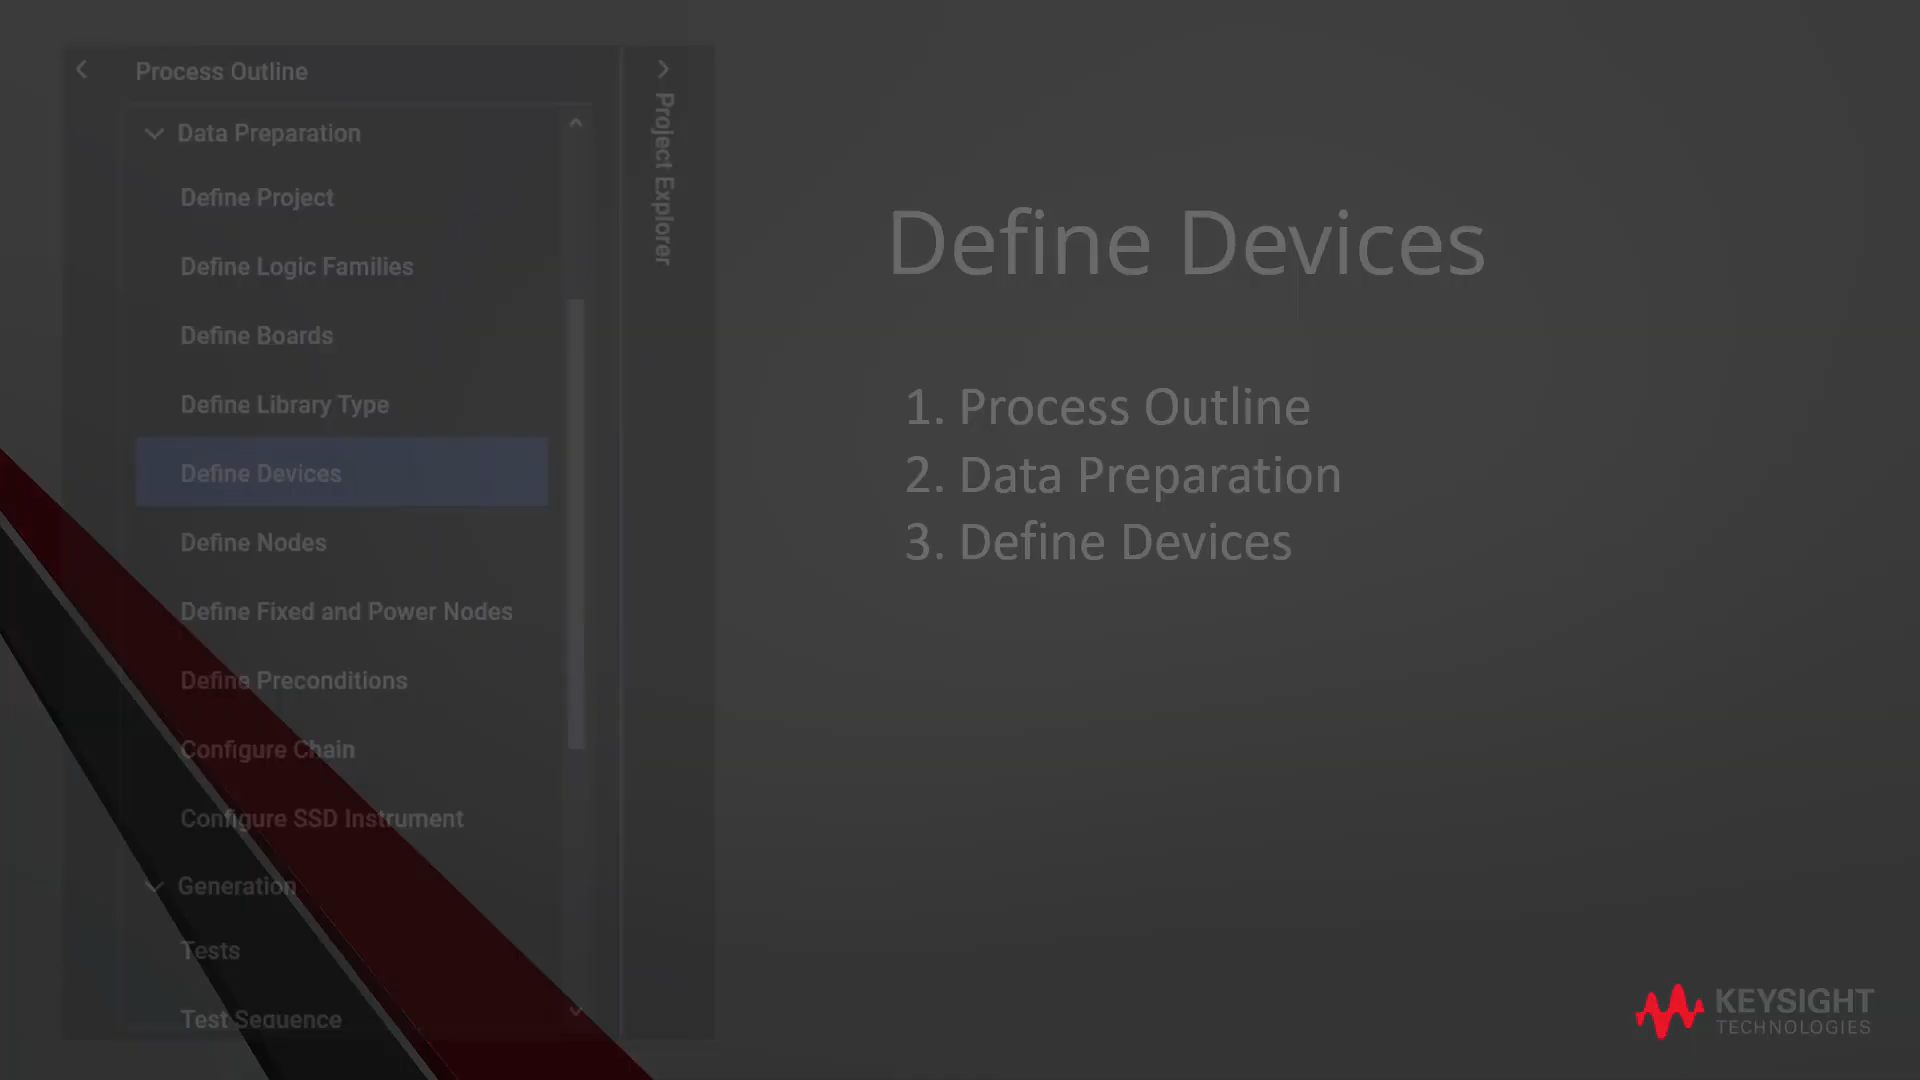 Process Outline
Data Preparation
Define Project
Define Logic Families
Define Boards
Define Library Type
Define Devices
Define Nodes
Define Fixed and Power Nodes
Define Preconditions
Configure Chain
Configure SSD Instrument
Generation
Tests
Test Sequence
Project Explorer
Define Devices
1. Process Outline
2. Data Preparation
3. Define Devices
KEYSIGHT
TECHNOLOGIES